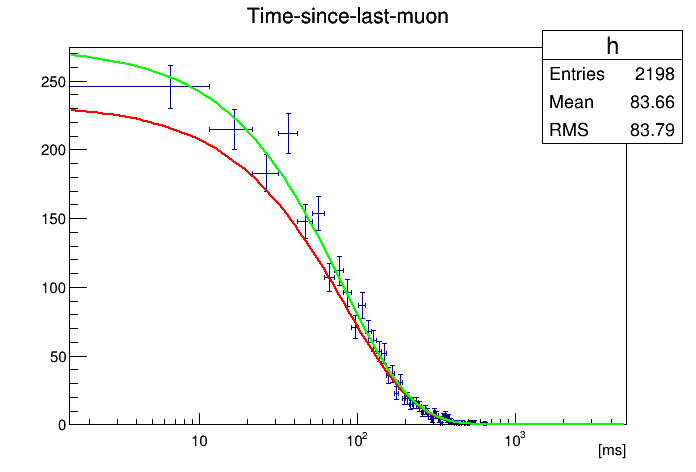 Time-since-last-muon
h
Entries 2198
Mean 83.66
RMS 83.79
250
200
150
100
50
0
10
10²
10³
[ms]